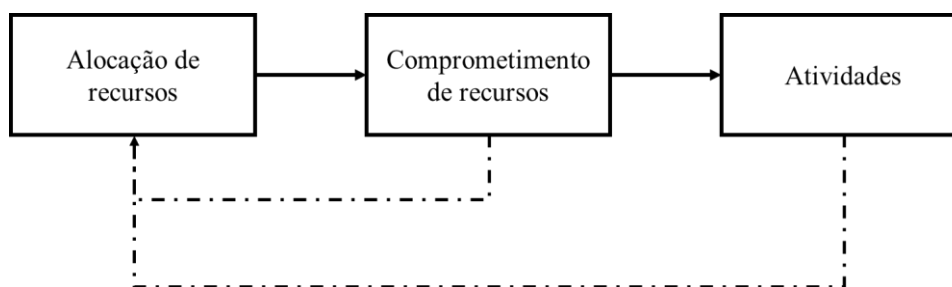 Alocação de
recursos
Comprometimento
de recursos
Atividades